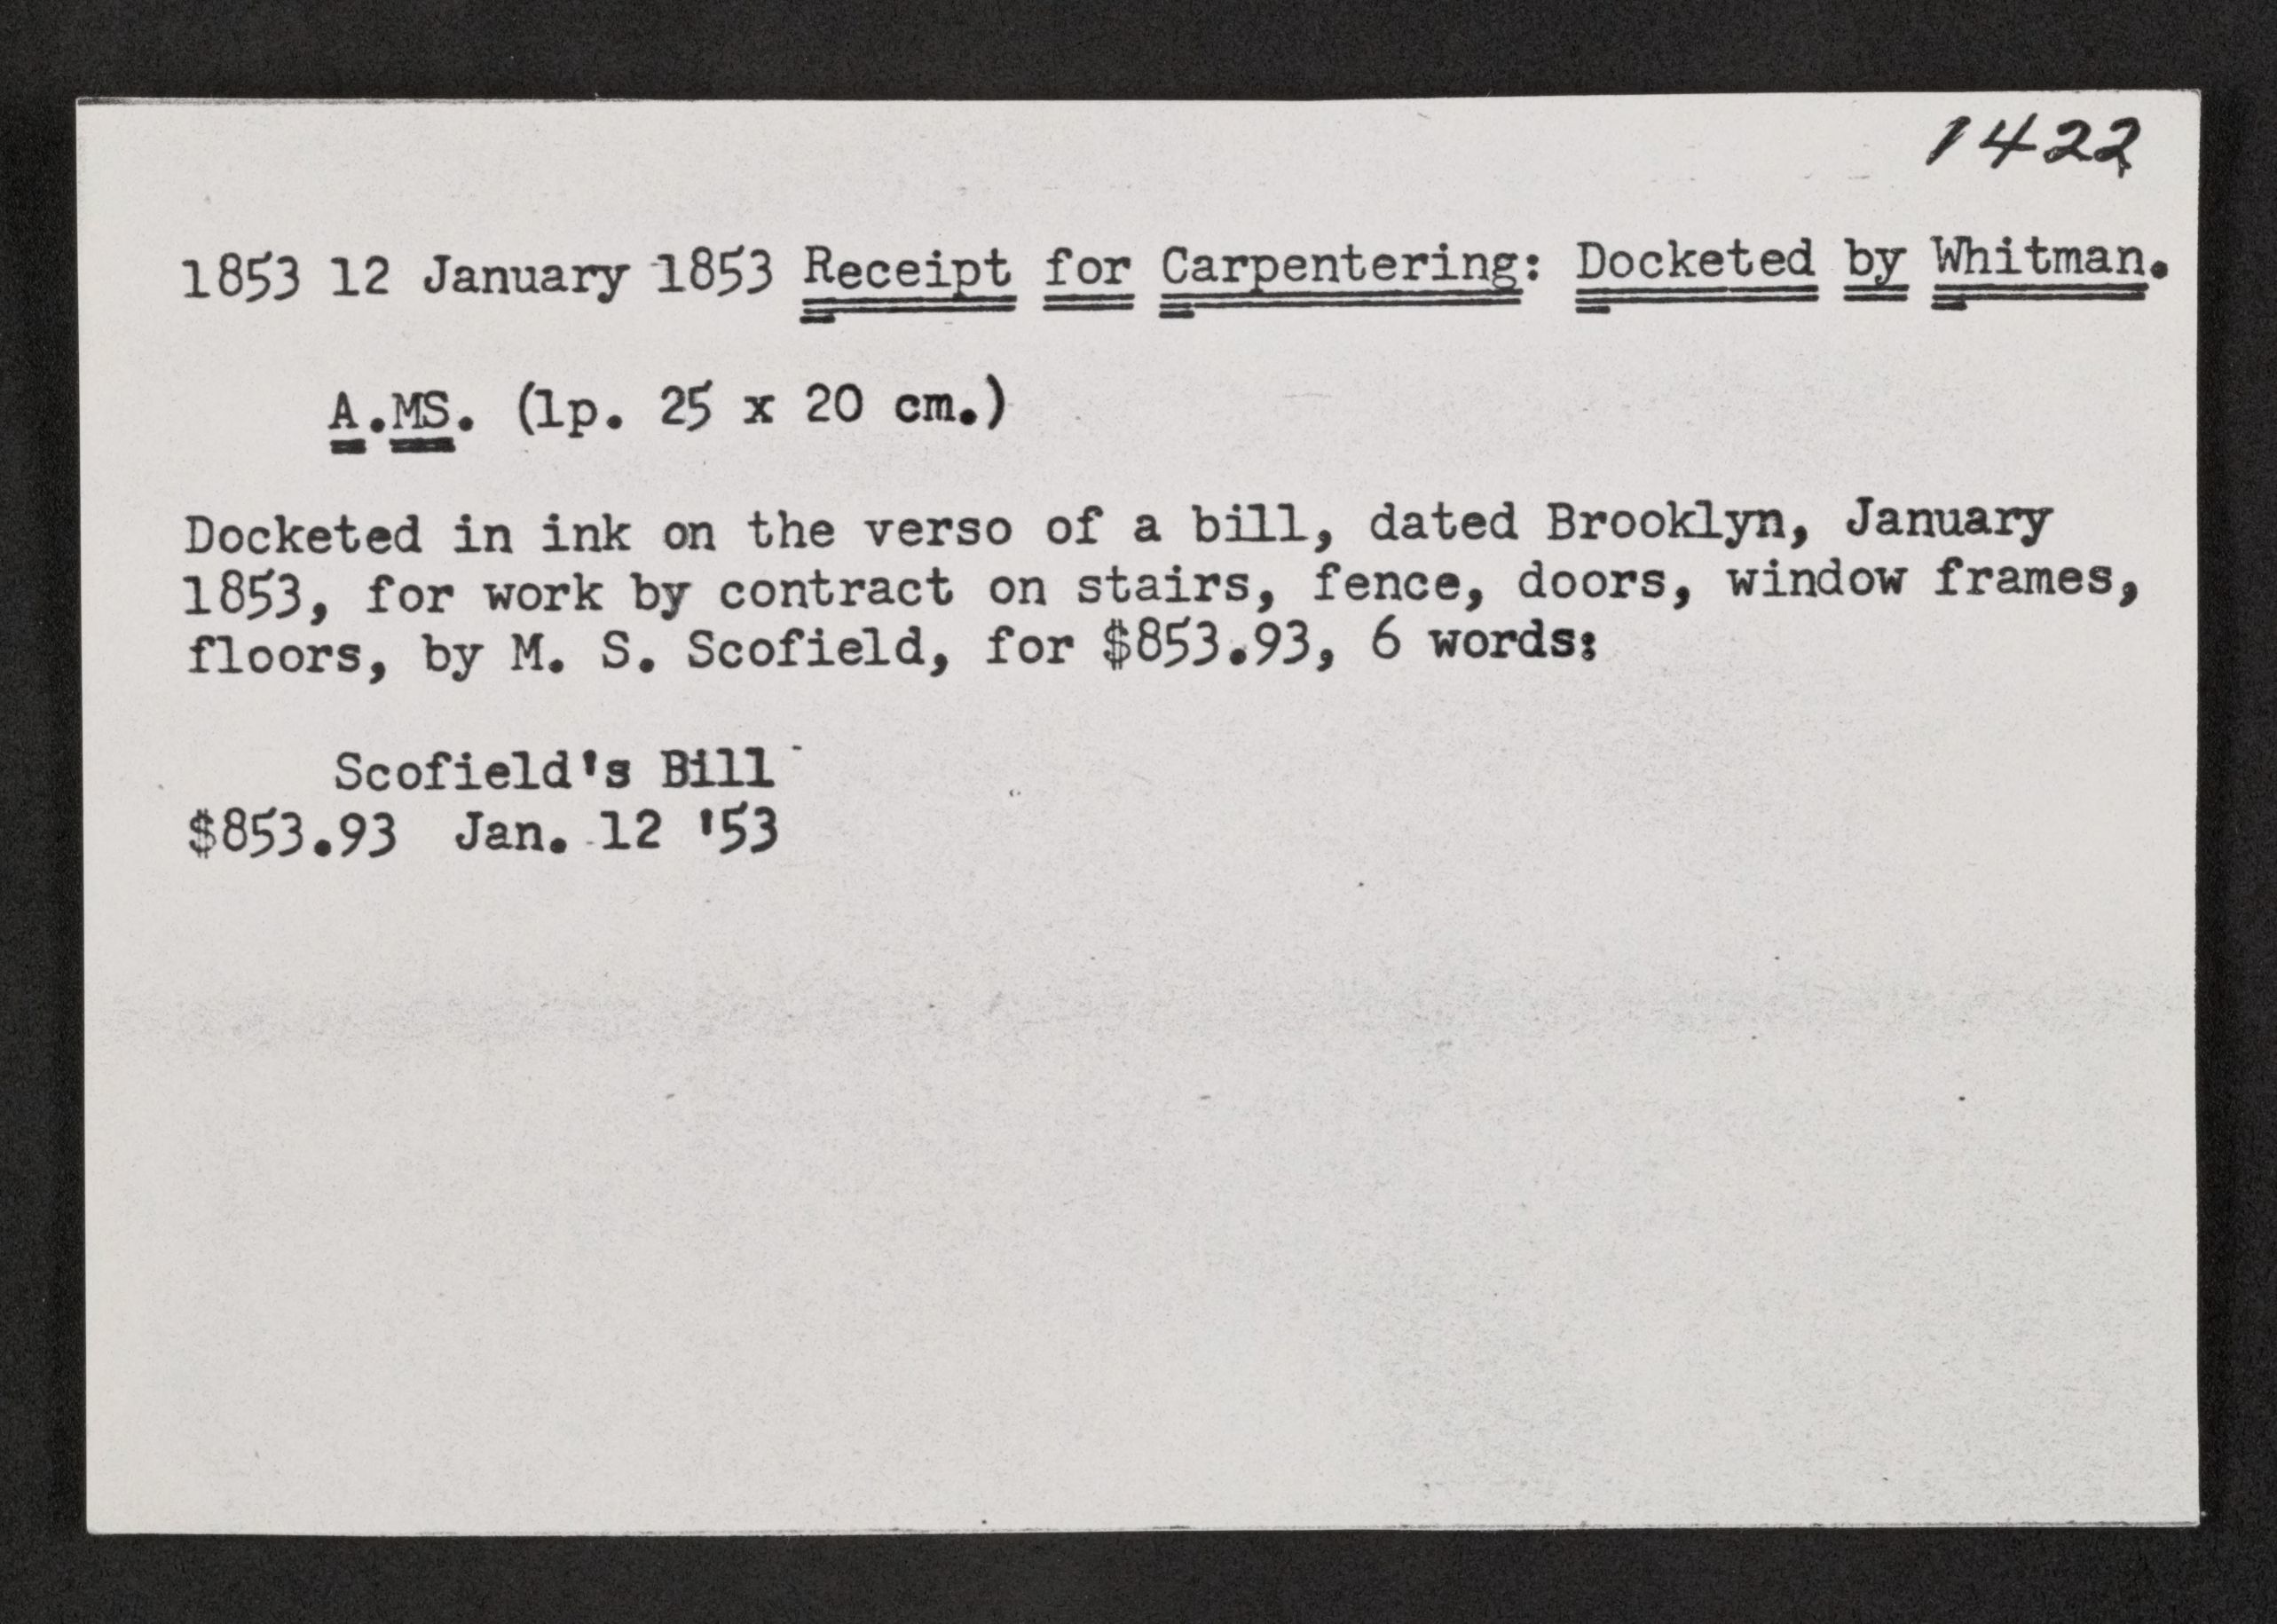 1422
1853 12 January 1853 Receipt for Carpentering: Docketed by Whitman.
A.MS. (1p. 25 x 20 cm.)
Docketed in ink on the verso of a bill, dated Brooklyn, January
1853, for work by contract on stairs, fence, doors, window frames,
floors, by M. S. Scofield, for $853.93, 6 words:
Scofield's Bill
$853.93 Jan. 12 '53